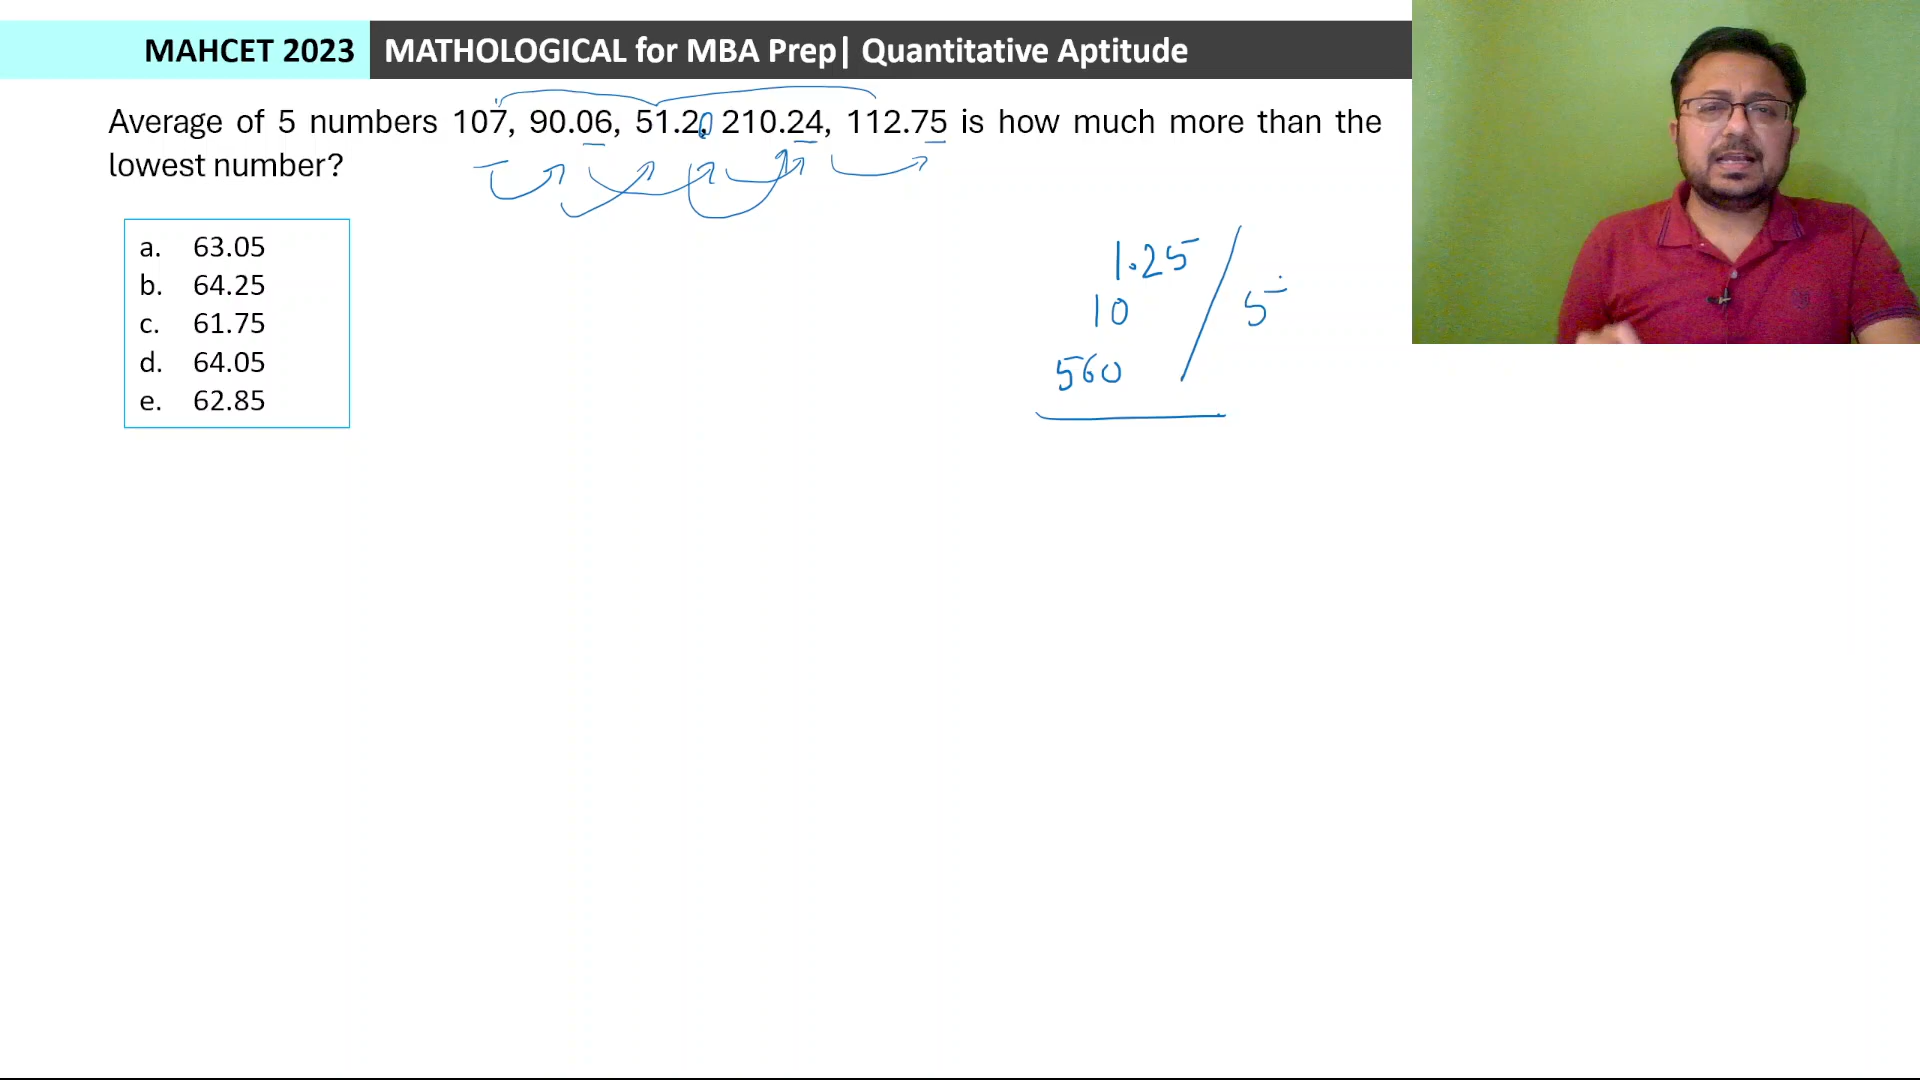 MAHCET 2023 MATHOLOGICAL for MBA Prep| Quantitative Aptitude
Average of 5 numbers 107, 90.06, 51.20, 210.24, 112.75 is how much more than the
lowest number?
a. 63.05
b. 64.25
c. 61.75
d. 64.05
e. 62.85
1.25
10
560
5